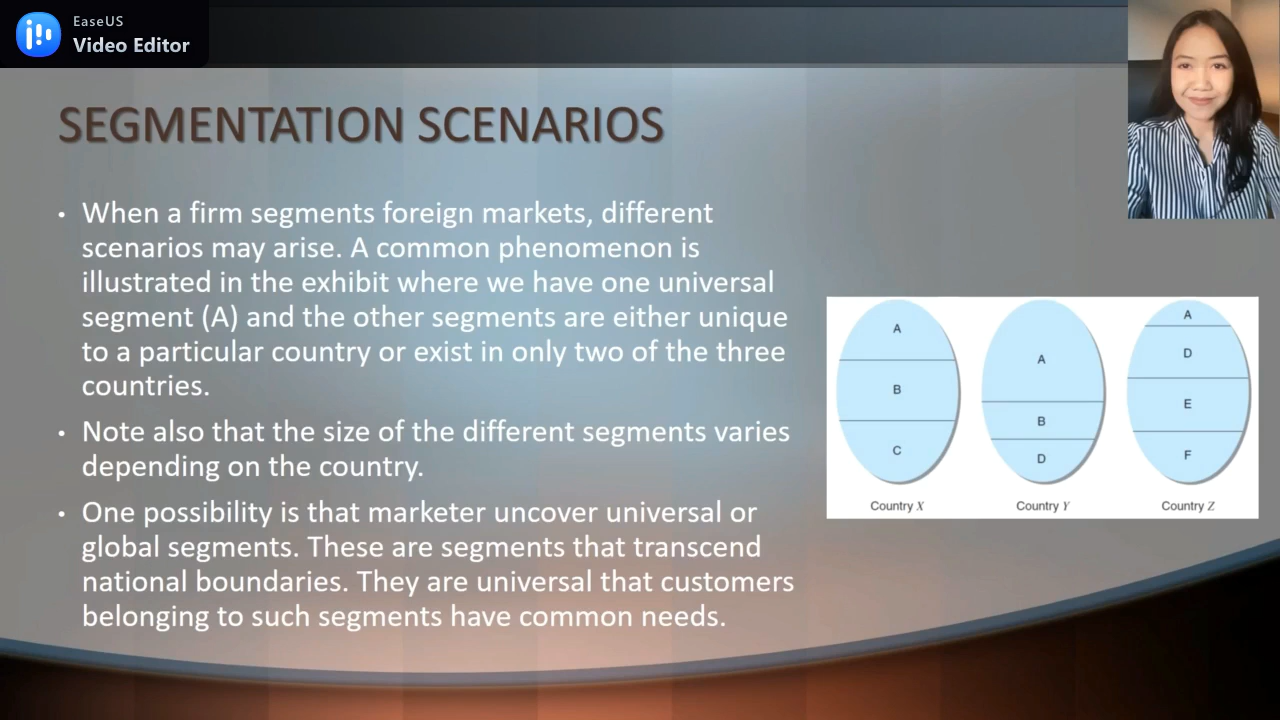 EaseUS
Video Editor
SEGMENTATION SCENARIOS
• When a firm segments foreign markets, different
scenarios may arise. A common phenomenon is
illustrated in the exhibit where we have one universal
segment (A) and the other segments are either unique
to a particular country or exist in only two of the three
countries.
• Note also that the size of the different segments varies
depending on the country.
• One possibility is that marketer uncover universal or
global segments. These are segments that transcend
national boundaries. They are universal that customers
belonging to such segments have common needs.
A
B
C
Country X
A
B
D
Country Y
A
D
E
F
Country Z